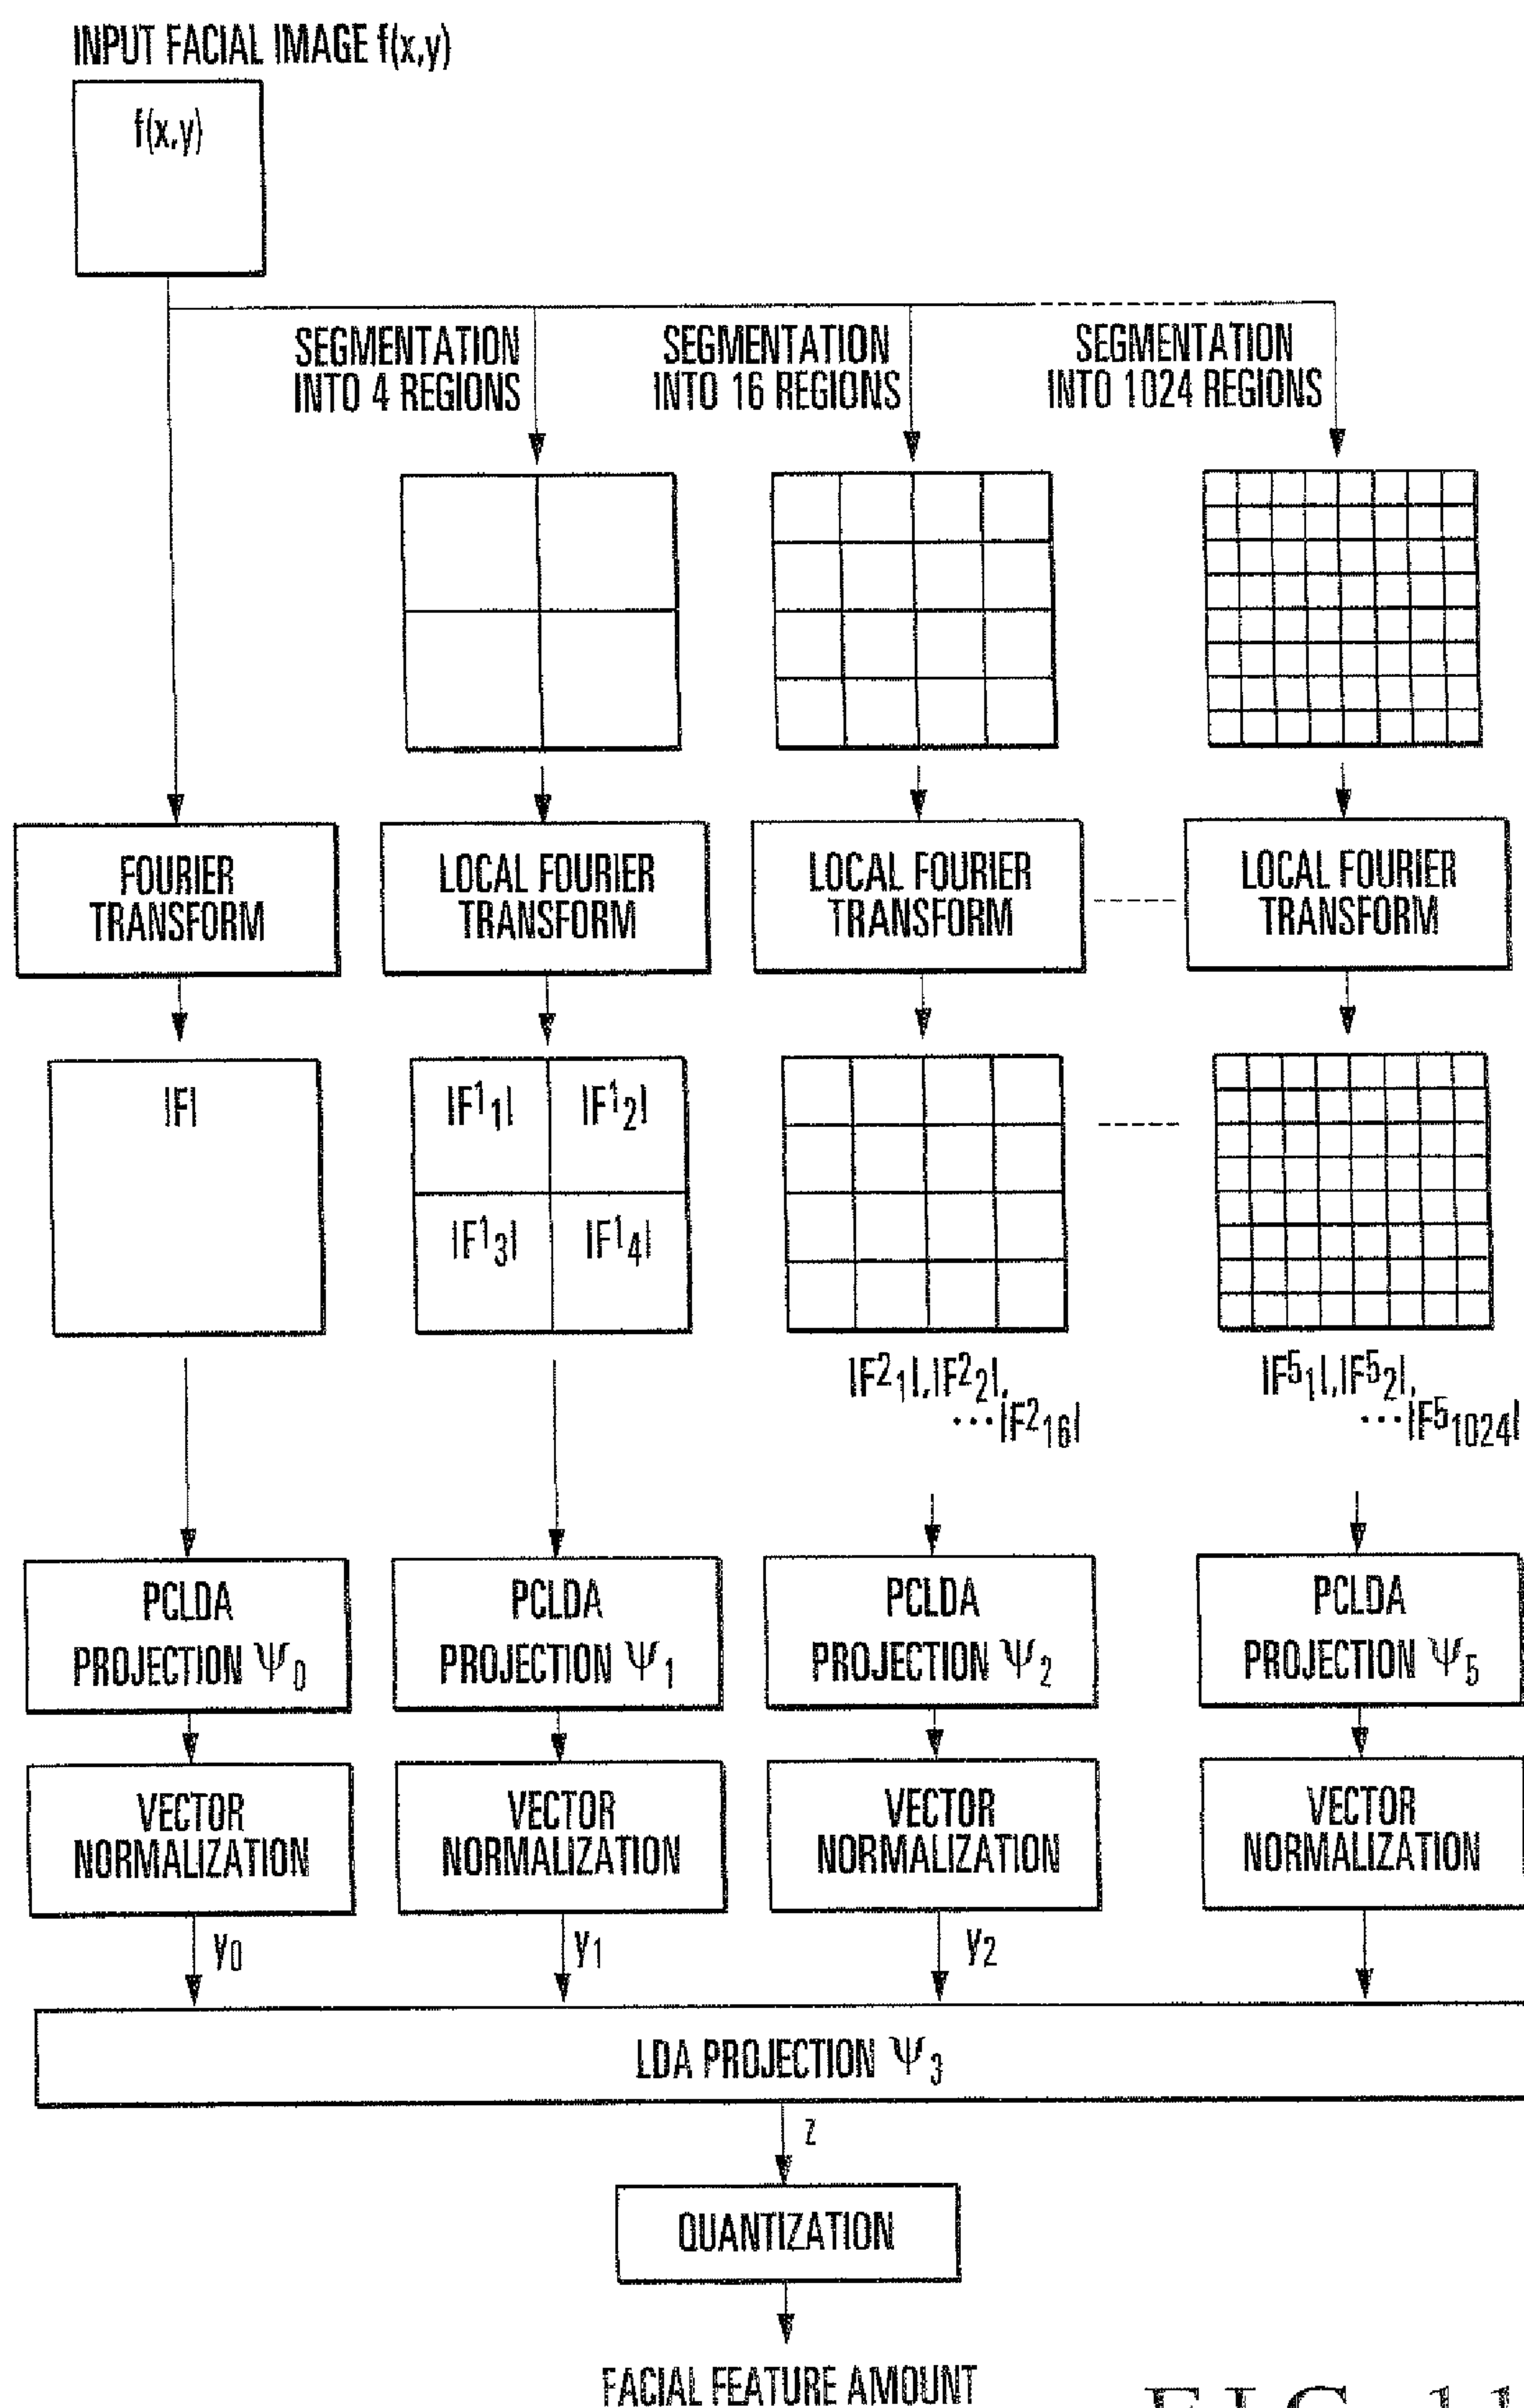 INPUT FACIAL IMAGE f(x,y)
f(x,y)
SEGMENTATION
INTO 4 REGIONS
SEGMENTATION
INTO 16 REGIONS
SEGMENTATION
INTO 1024 REGIONS
FOURIER
TRANSFORM
LOCAL FOURIER
TRANSFORM
LOCAL FOURIER
TRANSFORM
LOCAL FOURIER
TRANSFORM
|F|
|F¹₁| |F¹₂|
|F¹₃| |F¹₄|
|F²₁|,|F²₂|,
···|F²₁₆|
|F⁵₁|,|F⁵₂|,
···|F⁵₁₀₂₄|
PCLDA
PROJECTION Ψ₀
PCLDA
PROJECTION Ψ₁
PCLDA
PROJECTION Ψ₂
PCLDA
PROJECTION Ψ₅
VECTOR
NORMALIZATION
VECTOR
NORMALIZATION
VECTOR
NORMALIZATION
VECTOR
NORMALIZATION
y₀
y₁
y₂
LDA PROJECTION Ψ₃
z
QUANTIZATION
FACIAL FEATURE AMOUNT
FIG. 11